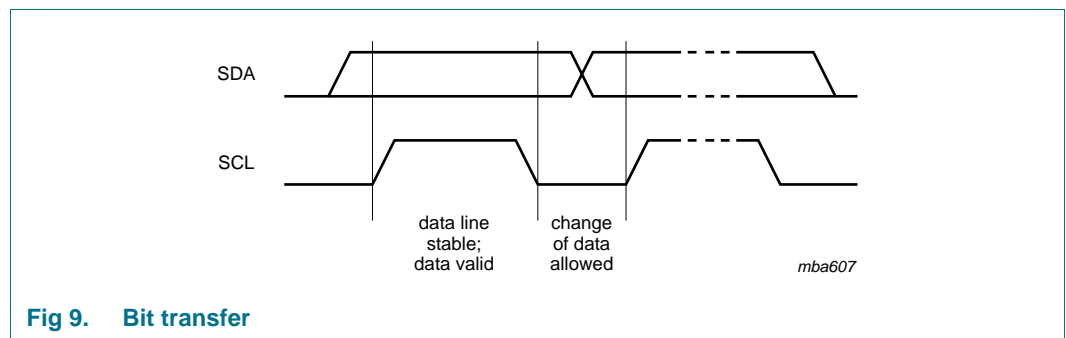 SDA
SCL
data line
stable;
data valid
change
of data
allowed
mba607
Fig 9. Bit transfer